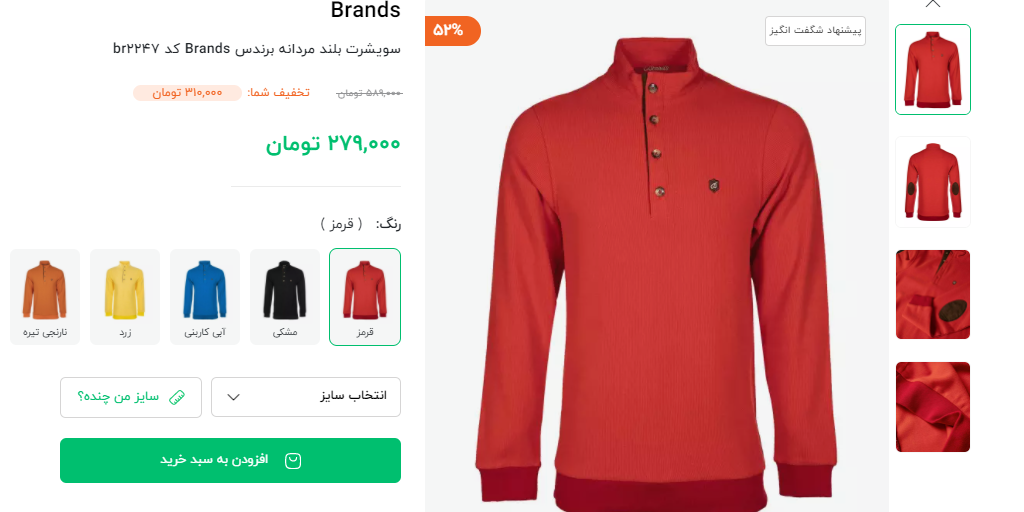 Brands
سویشرت بلند مردانه برندس Brands کد br۲۲۴۷
۵۸۹,۰۰۰ تومان
تخفیف شما: ۳۱۰,۰۰۰ تومان
۲۷۹,۰۰۰ تومان
رنگ: ( قرمز )
قرمز
مشکی
آبی کاربنی
زرد
نارنجی تیره
انتخاب سایز
سایز من چنده؟
افزودن به سبد خرید
۵۲%
پیشنهاد شگفت انگیز